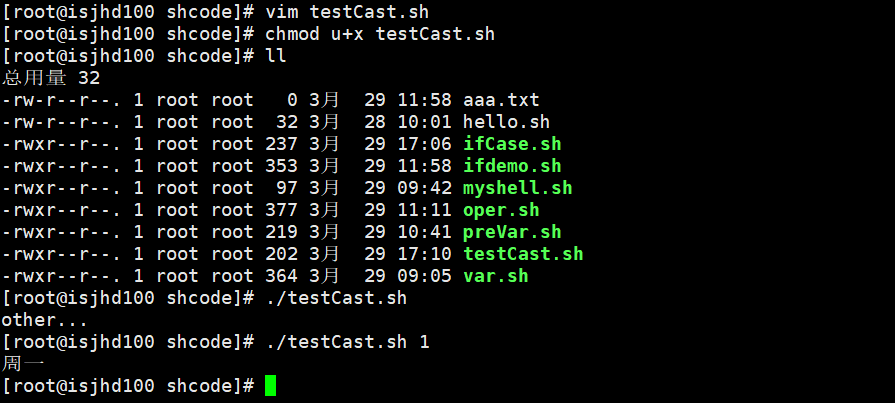 [root@isjhd100 shcode]# vim testCast.sh
[root@isjhd100 shcode]# chmod u+x testCast.sh
[root@isjhd100 shcode]# ll
总用量 32
-rw-r--r--. 1 root root   0 3月  29 11:58 aaa.txt
-rw-r--r--. 1 root root  32 3月  28 10:01 hello.sh
-rwxr--r--. 1 root root 237 3月  29 17:06 ifCase.sh
-rwxr--r--. 1 root root 353 3月  29 11:58 ifdemo.sh
-rwxr--r--. 1 root root  97 3月  29 09:42 myshell.sh
-rwxr--r--. 1 root root 377 3月  29 11:11 oper.sh
-rwxr--r--. 1 root root 219 3月  29 10:41 preVar.sh
-rwxr--r--. 1 root root 202 3月  29 17:10 testCast.sh
-rwxr--r--. 1 root root 364 3月  29 09:05 var.sh
[root@isjhd100 shcode]# ./testCast.sh
other...
[root@isjhd100 shcode]# ./testCast.sh 1
周一
[root@isjhd100 shcode]#